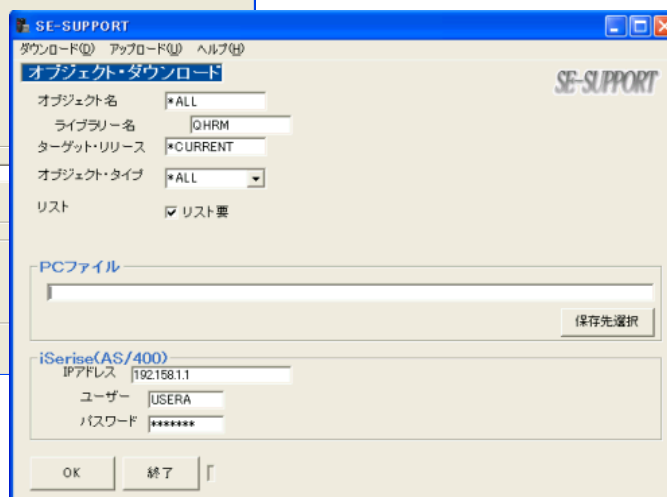 SE-SUPPORT
ダウンロード(D) アップロード(U) ヘルプ(H)
オブジェクト・ダウンロード
SE-SUPPORT
オブジェクト名 *ALL
ライブラリー名 QHRM
ターゲット・リリース *CURRENT
オブジェクト・タイプ *ALL
リスト リスト要
PCファイル
保存先選択
iSerise(AS/400)
IPアドレス 192.158.1.1
ユーザー USERA
パスワード *******
OK 終了